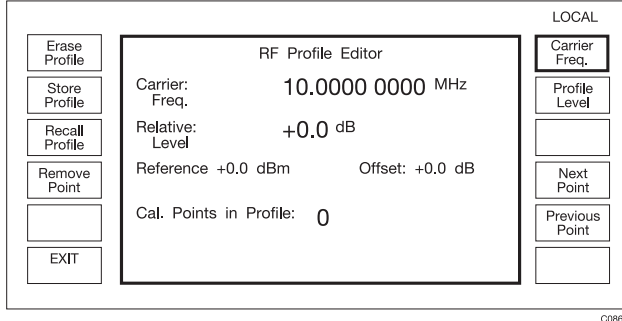 LOCAL
Erase
Profile
Store
Profile
Recall
Profile
Remove
Point
EXIT
RF Profile Editor
Carrier: 10.0000 0000 MHz
Freq.
Relative: +0.0 dB
Level
Reference +0.0 dBm Offset: +0.0 dB
Cal. Points in Profile: 0
Carrier
Freq.
Profile
Level
Next
Point
Previous
Point
C086